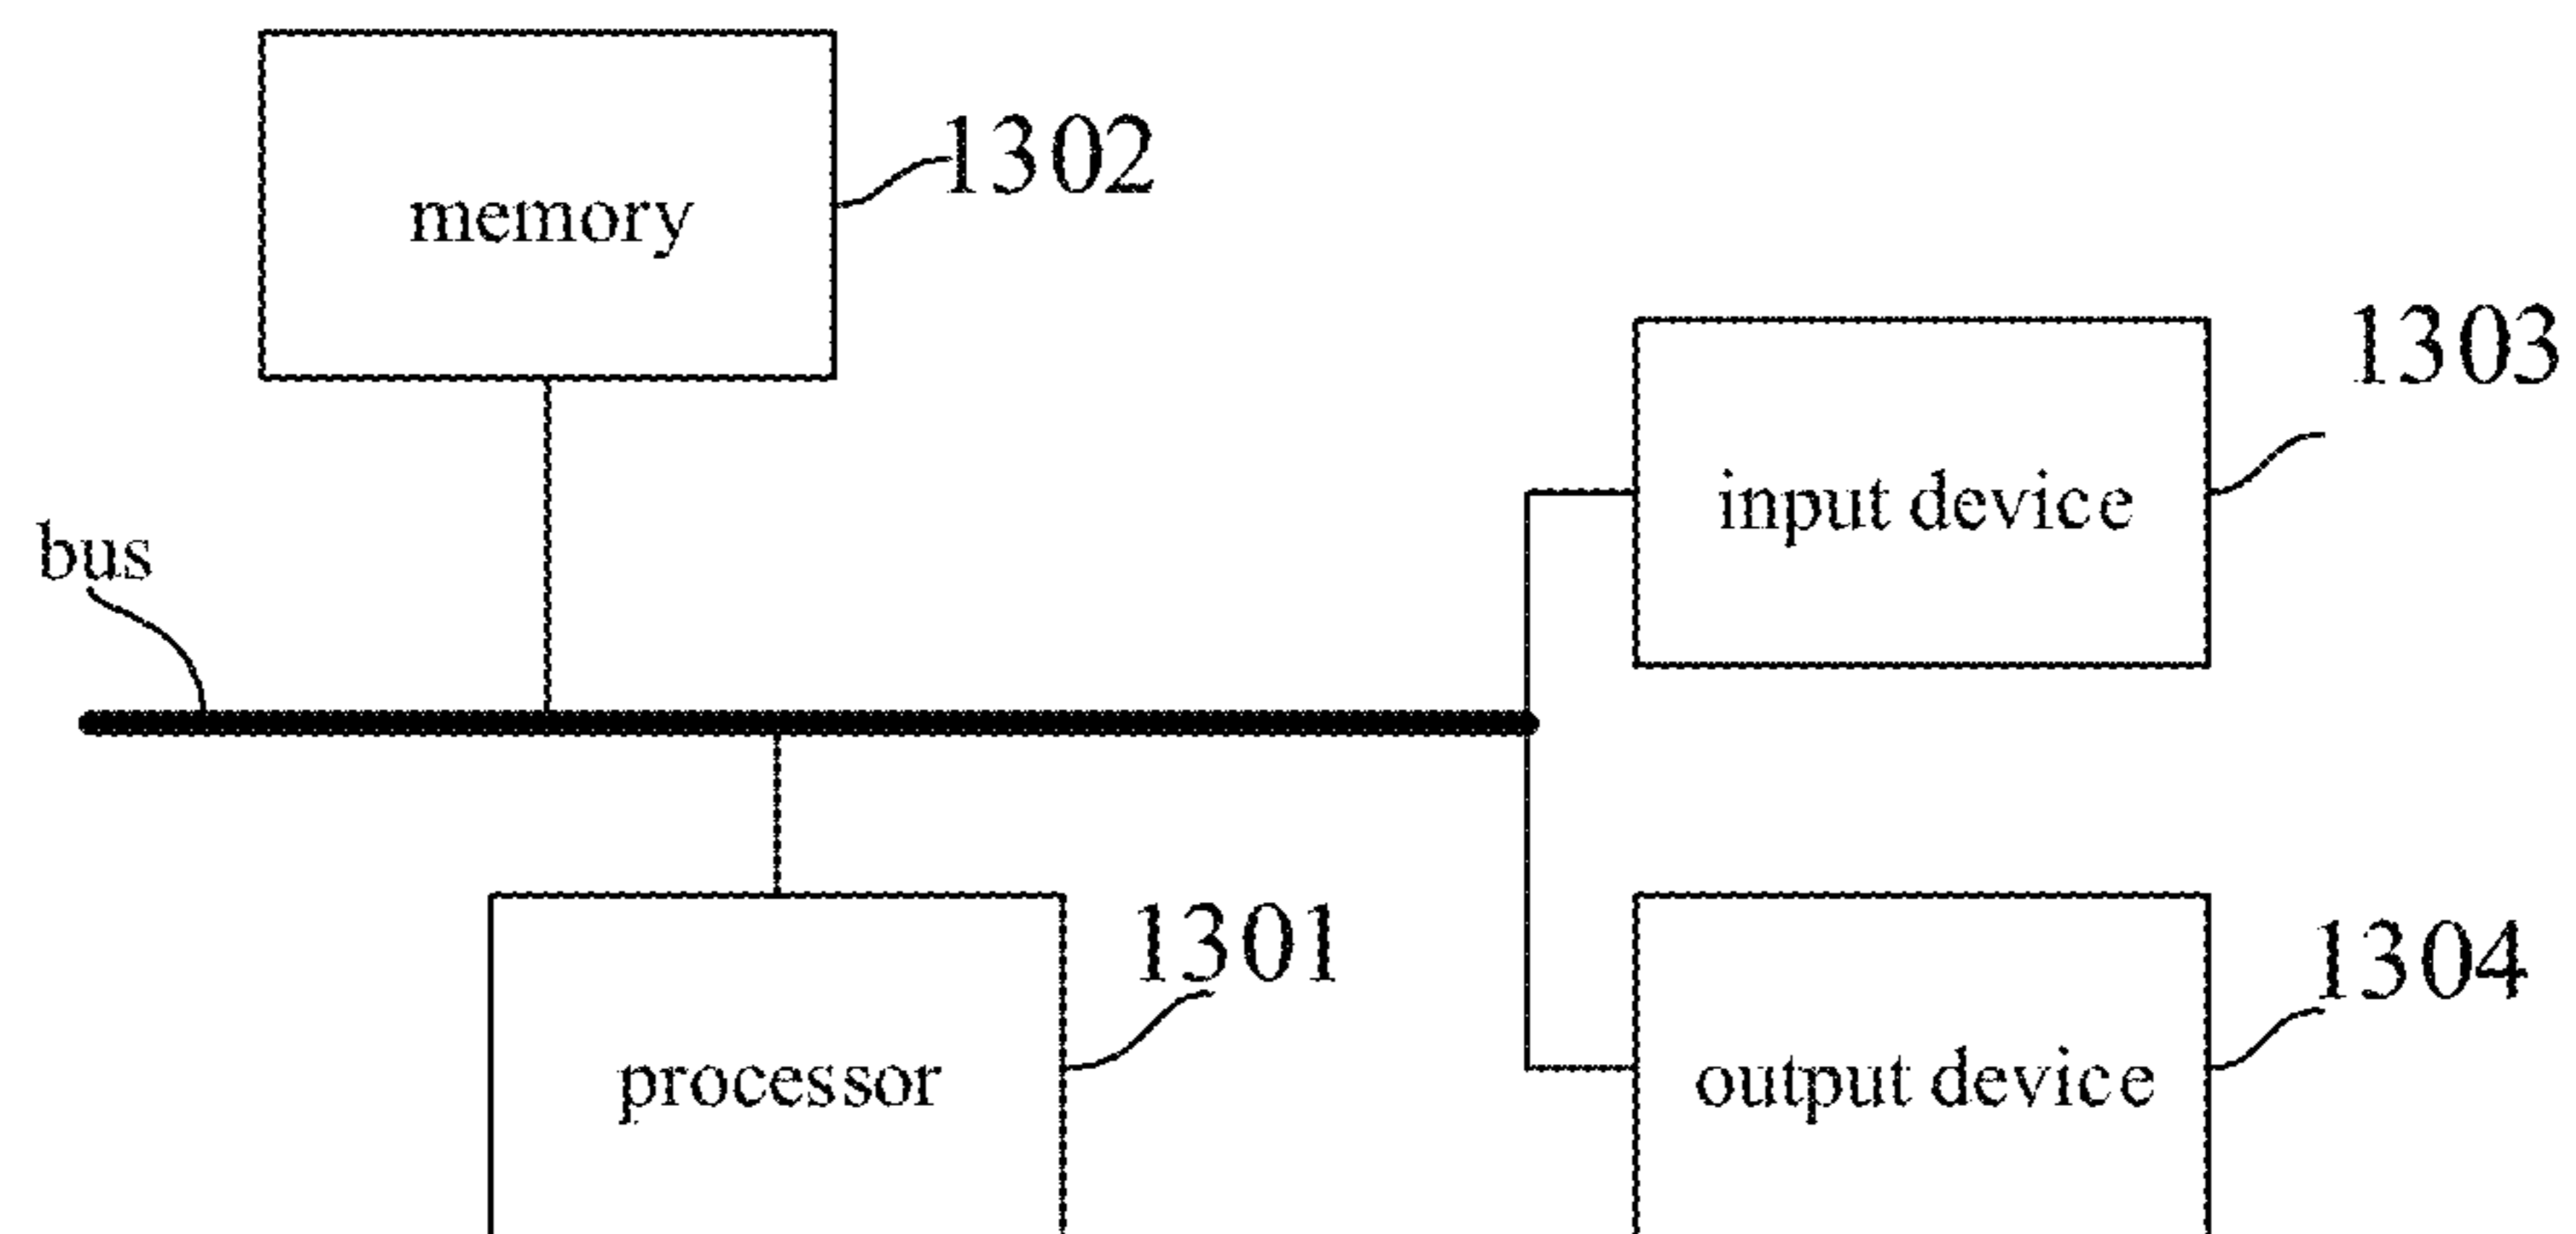 memory
1302
1303
input device
bus
1301
processor
1304
output device